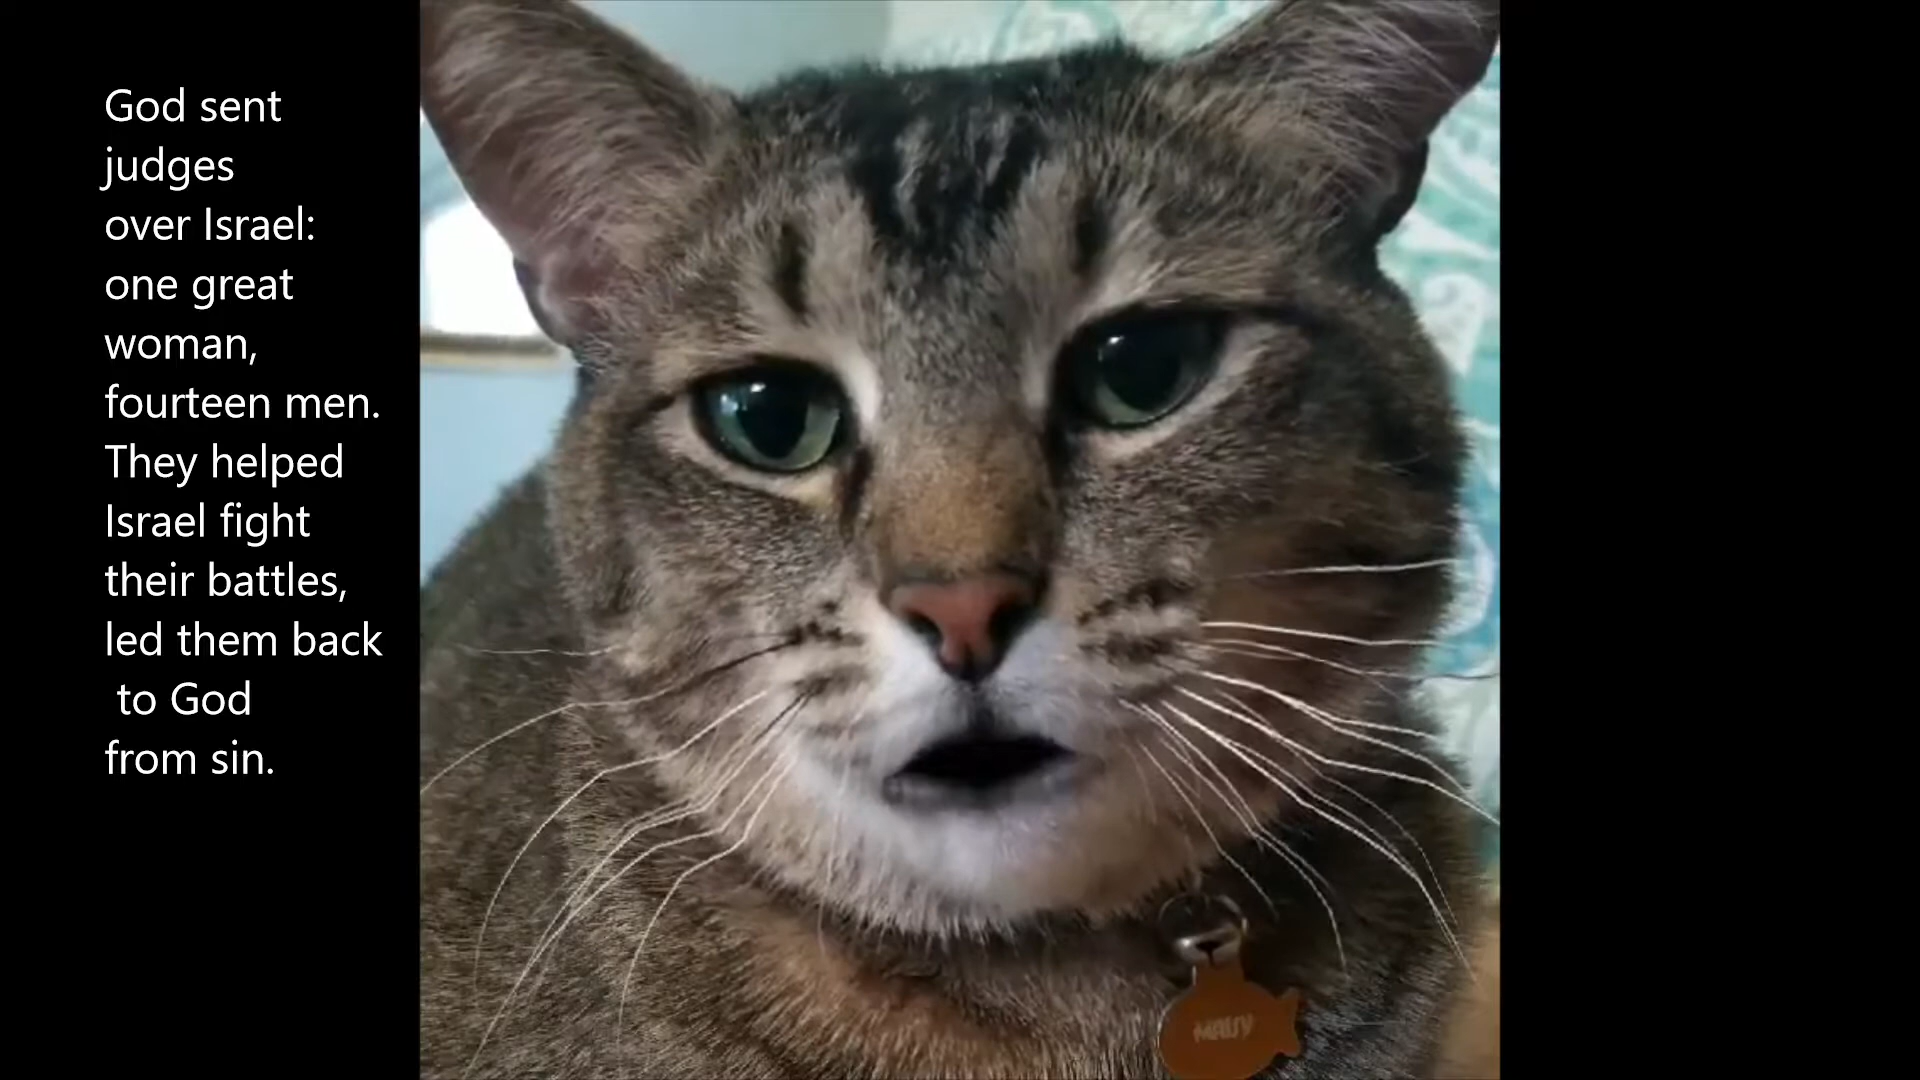 God sent
judges
over Israel:
one great
woman,
fourteen men.
They helped
Israel fight
their battles,
led them back
to God
from sin.